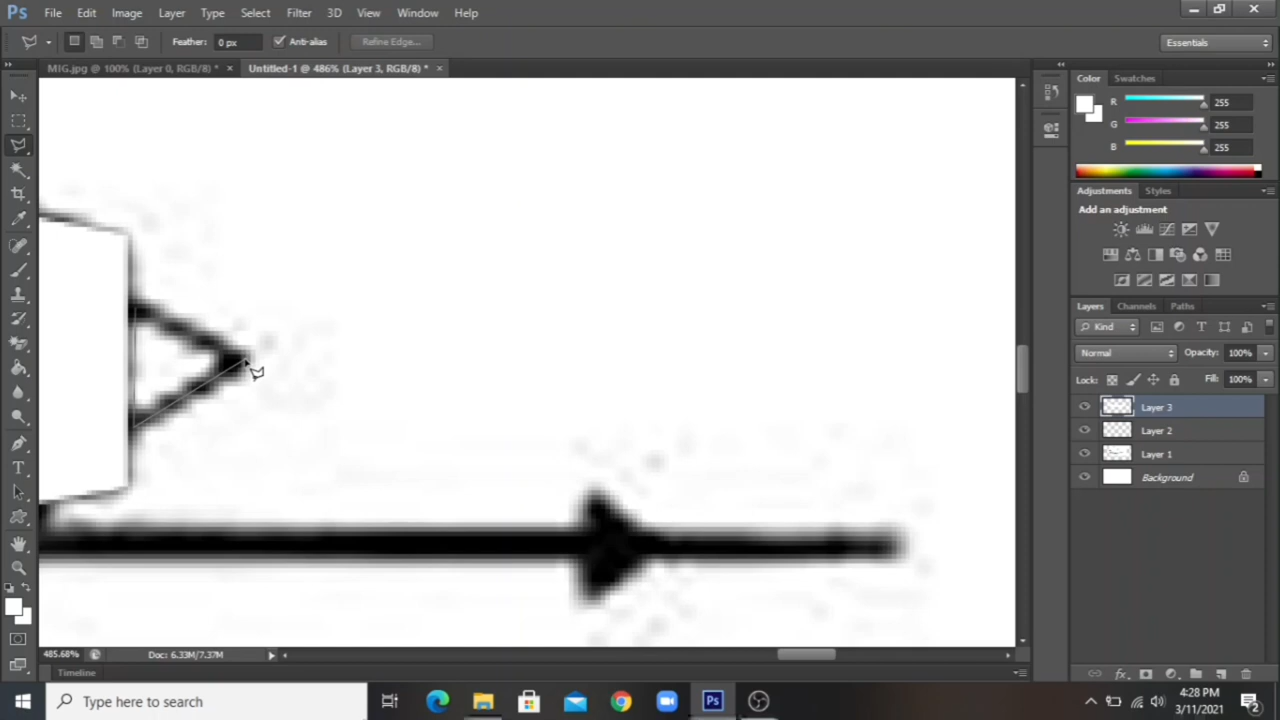 Ps File Edit Image Layer Type Select Filter 3D View Window Help
Feather: 0 px Anti-alias Refine Edge... Essentials
MIG.jpg @ 100% (Layer 0, RGB/8) * × Untitled-1 @ 486% (Layer 3, RGB/8) * ×
Color Swatches
R 255
G 255
B 255
Adjustments Styles
Add an adjustment
Layers Channels Paths
Kind
Normal Opacity: 100%
Lock: Fill: 100%
Layer 3
Layer 2
Layer 1
Background
485.68% Doc: 6.33M/7.37M
Timeline
Type here to search
Ps
4:28 PM
3/11/2021
2